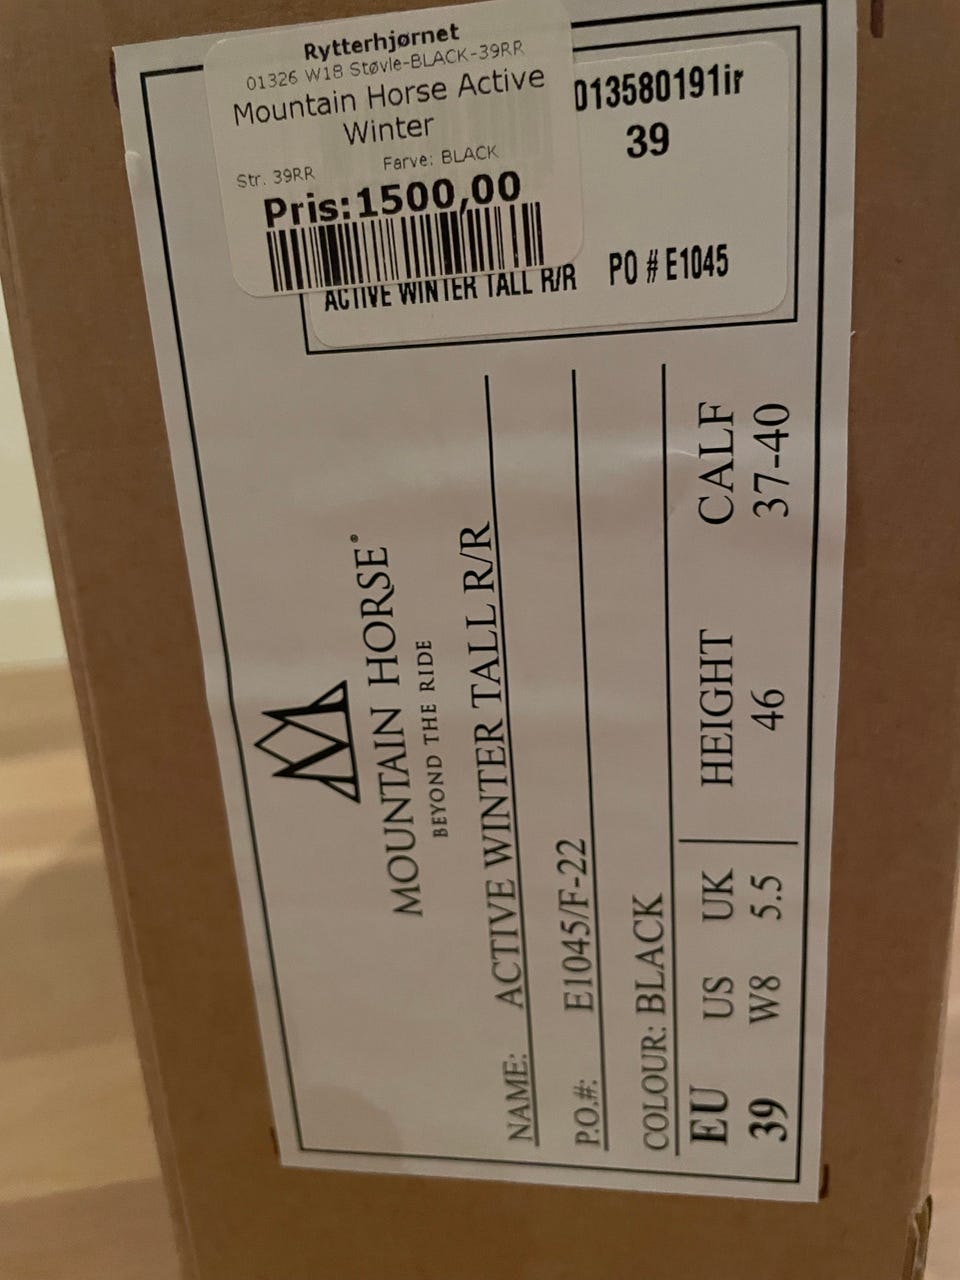 Rytterhjørnet
01326 W18 Støvle-BLACK-39RR
Mountain Horse Active
Winter
Str. 39RR Farve: BLACK
Pris:1500,00
013580191ir
39
ACTIVE WINTER TALL R/R PO # E1045
MOUNTAIN HORSE®
BEYOND THE RIDE
NAME: ACTIVE WINTER TALL R/R
P.O.#: E1045/F-22
COLOUR: BLACK
EU US UK HEIGHT CALF
39 W8 5.5 46 37-40